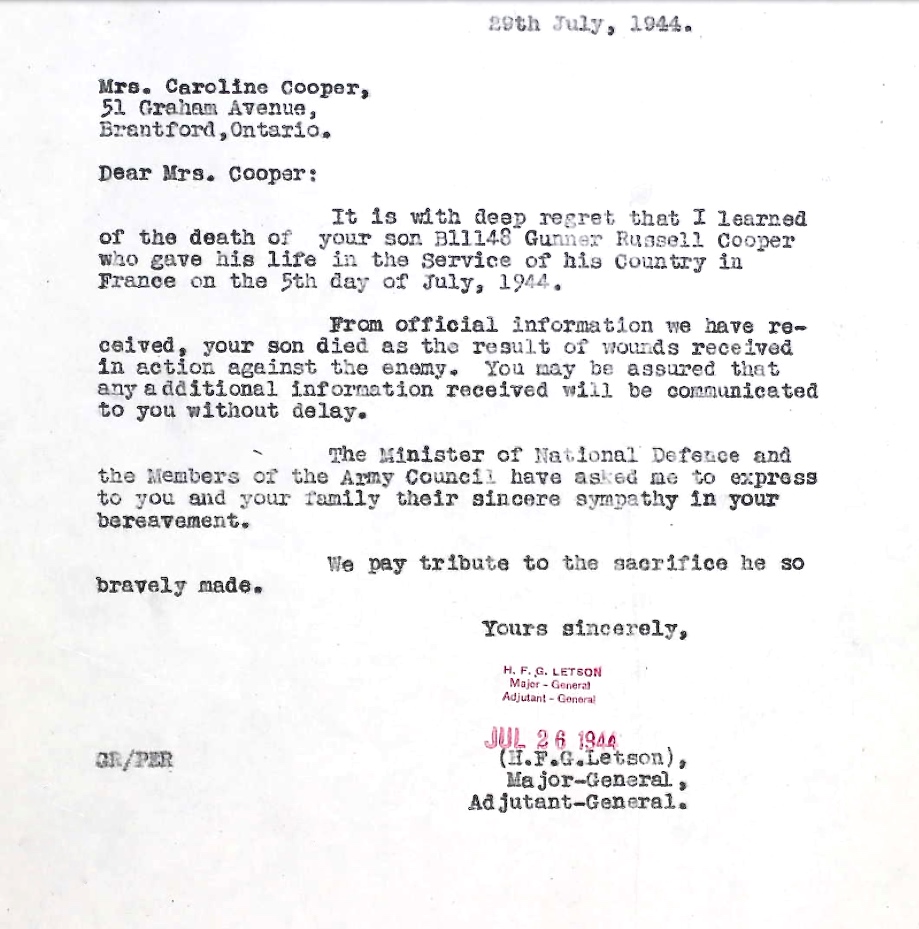 29th July, 1944.
Mrs. Caroline Cooper,
51 Graham Avenue,
Brantford,Ontario.
Dear Mrs. Cooper:
It is with deep regret that I learned
of the death of your son B111148 Gunner Russell Cooper
who gave his life in the Service of his Country in
France on the 5th day of July, 1944.
From official information we have re-
ceived, your son died as the result of wounds received
in action against the enemy. You may be assured that
any additional information received will be communicated
to you without delay.
The Minister of National Defence and
the Members of the Army Council have asked me to express
to you and your family their sincere sympathy in your
bereavement.
We pay tribute to the sacrifice he so
bravely made.
Yours sincerely,
H. F. G. LETSON
Major - General
Adjutant - General
JUL 26 1944
GR/PER
(H.F.G.Letson),
Major-General,
Adjutant-General.